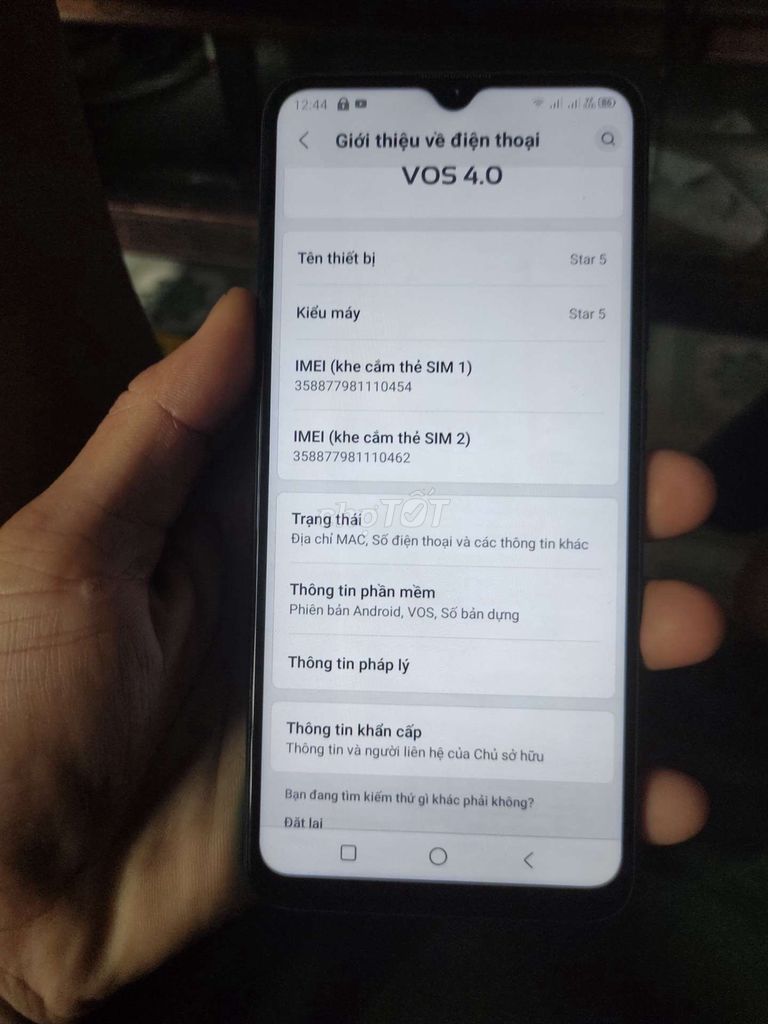 12:44
Giới thiệu về điện thoại
VOS 4.0
Tên thiết bị Star 5
Kiểu máy Star 5
IMEI (khe cắm thẻ SIM 1)
358877981110454
IMEI (khe cắm thẻ SIM 2)
358877981110462
TỐT
Trạng thái
Địa chỉ MAC, Số điện thoại và các thông tin khác
Thông tin phần mềm
Phiên bản Android, VOS, Số bản dựng
Thông tin pháp lý
Thông tin khẩn cấp
Thông tin và người liên hệ của Chủ sở hữu
Bạn đang tìm kiếm thứ gì khác phải không?
Đặt lại